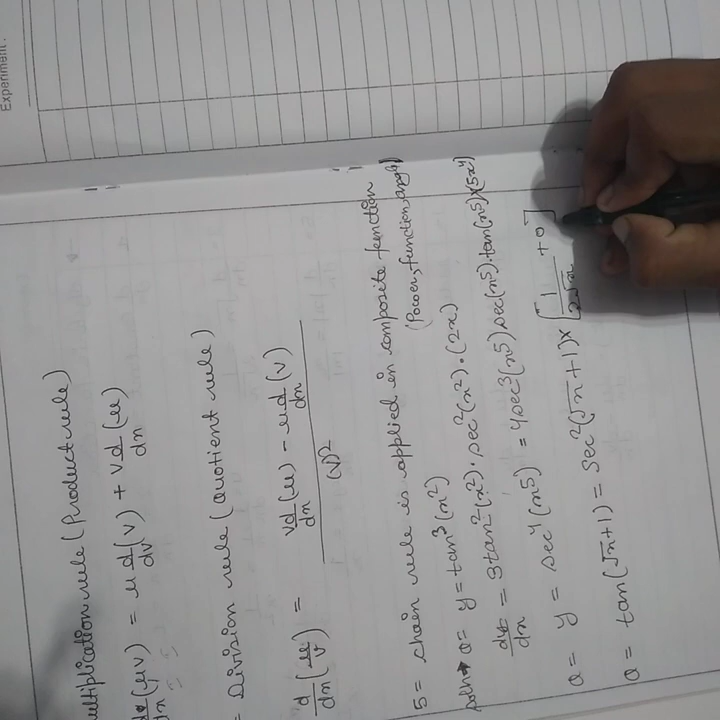 Experiment:
ultiplication rule (Product rule)
d/dx (uv) = u d/dv (v) + v d/dx (u)
= Division rule (Quotient rule)
d/dx (u/v) = v d/dx (u) - u d/dx (v) / (v)²
5 = chain rule is applied in composite function
(Power, function, angle)
Q = y = tan³(x²)
dy/dx = 3tan²(x²) · sec²(x²) · (2x)
Q = y = sec⁴(x⁵) = 4sec³(x⁵) sec(x⁵) · tan(x⁵) × (5x⁴)
Q = tan(√x+1) = sec²(√x+1) × [1/2√x + 0]